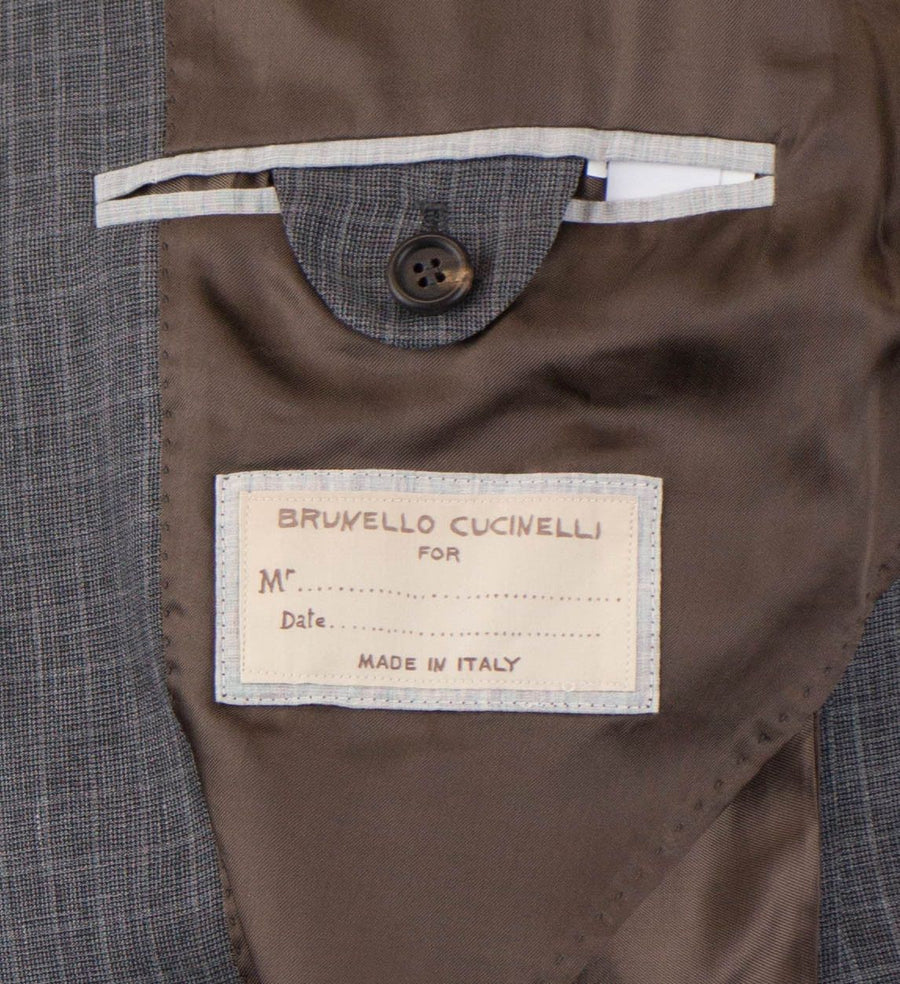 BRUNELLO CUCINELLI
FOR
Mr.............................................
Date.......................................
MADE IN ITALY